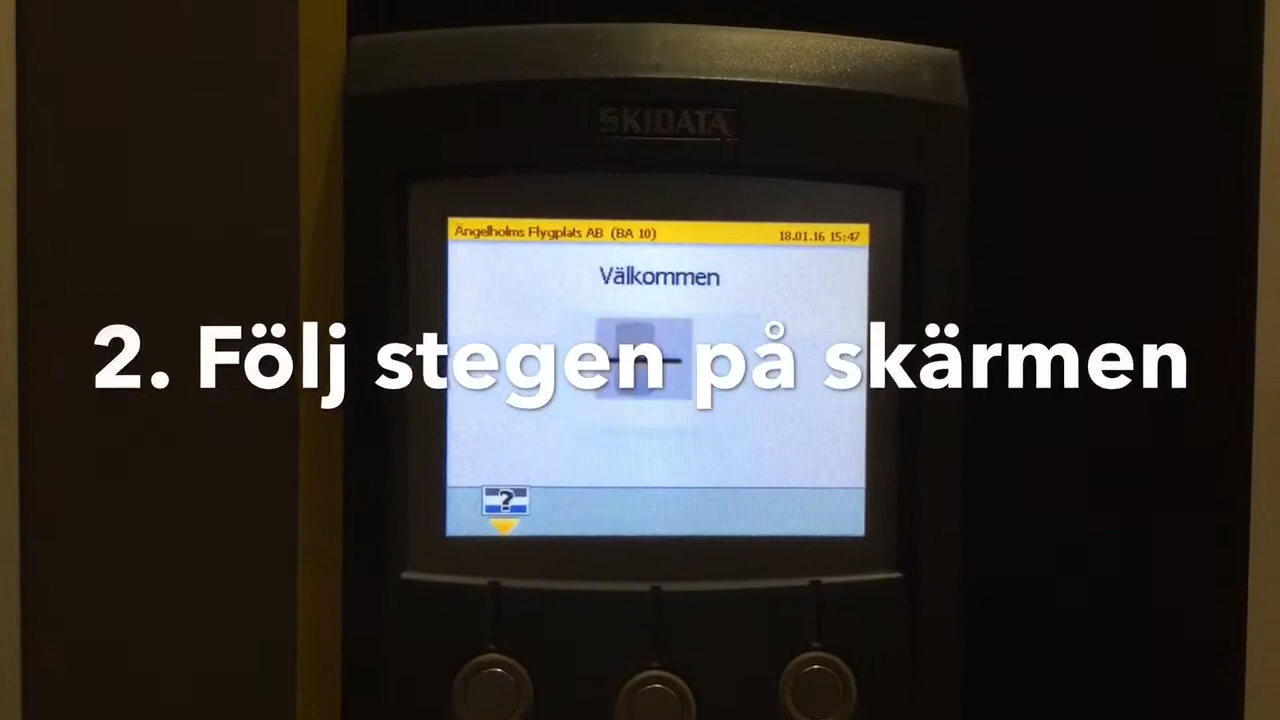 SKIDATA
Ängelholms Flygplats AB (BA 10) 18.01.16 15:47
Välkommen
2. Följ stegen på skärmen
?